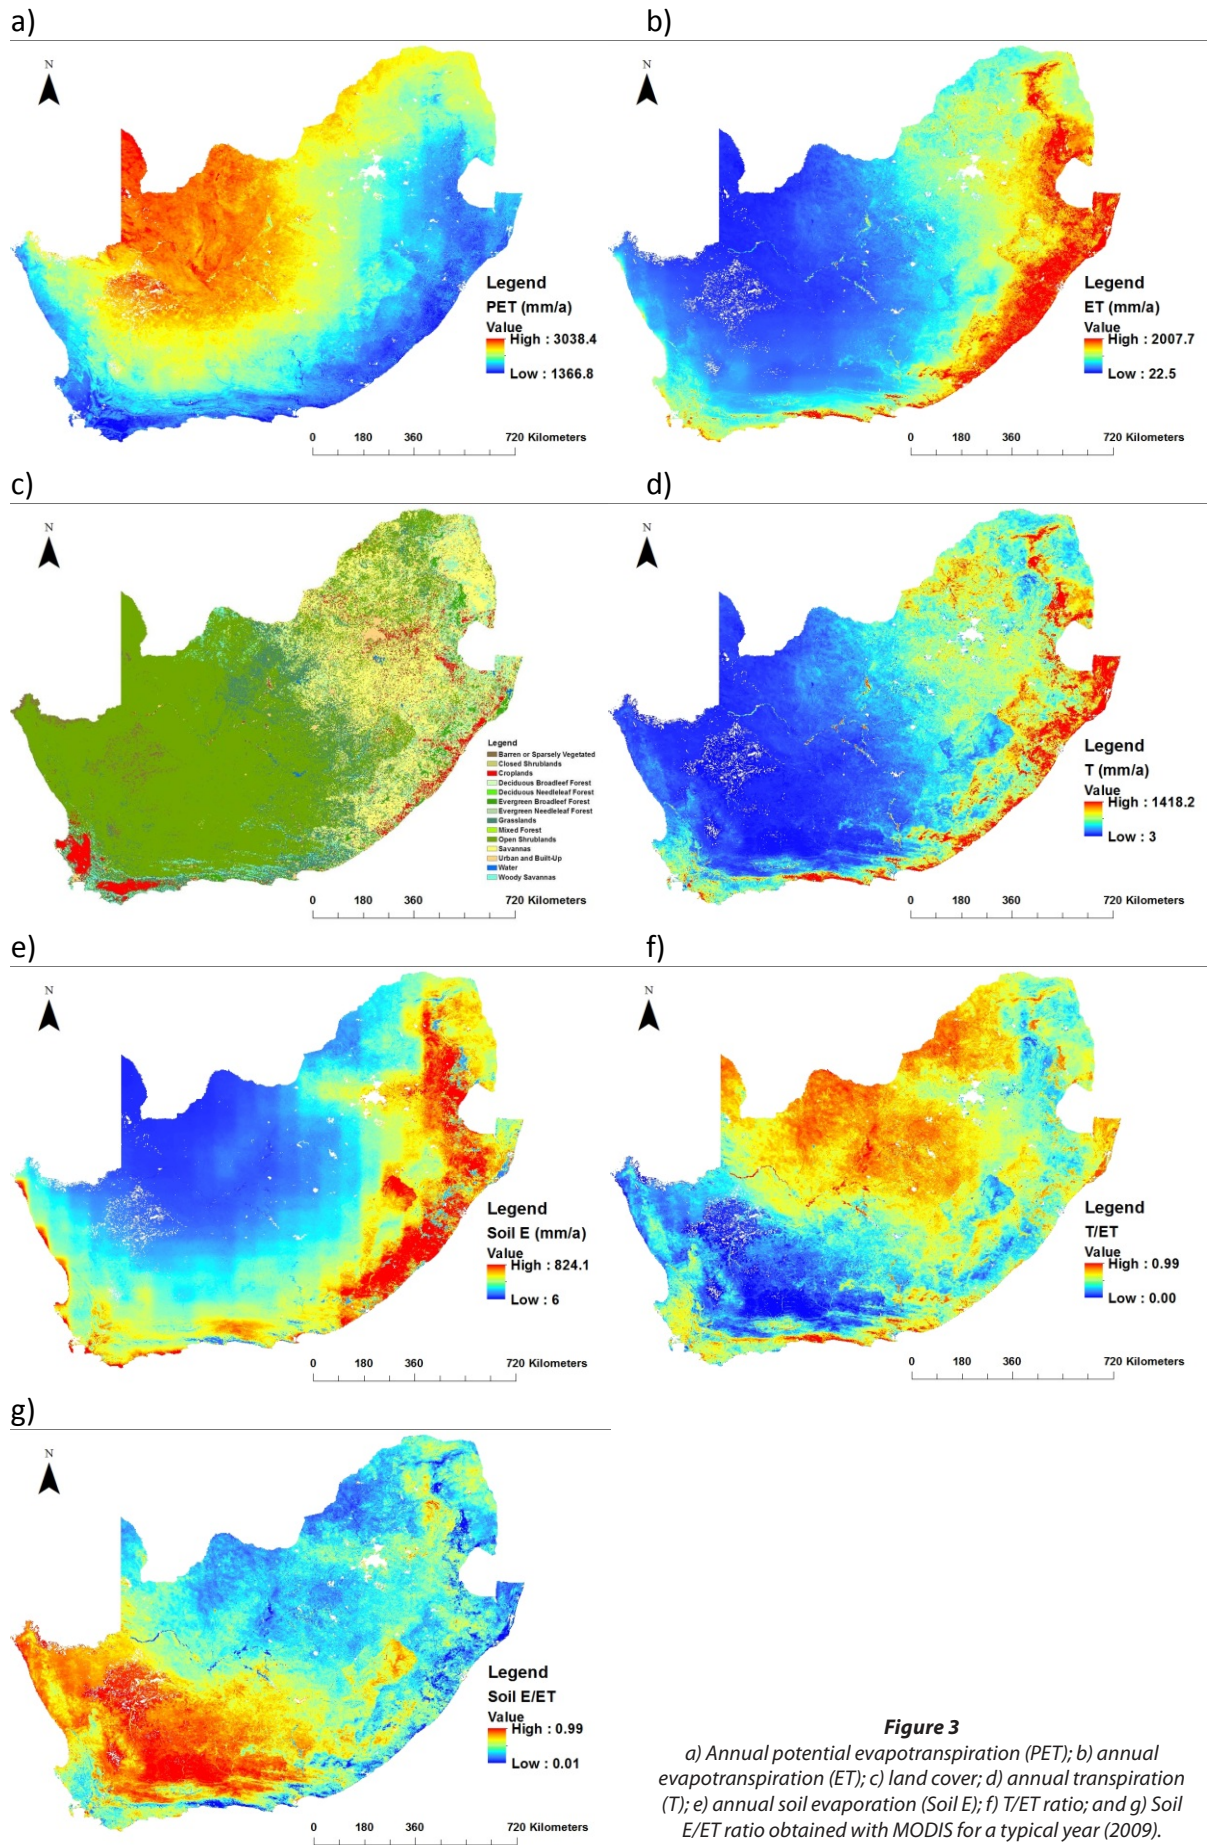 a)
N
Legend
PET (mm/a)
Value
High : 3038.4
Low : 1366.8
0 180 360 720 Kilometers
b)
N
Legend
ET (mm/a)
Value
High : 2007.7
Low : 22.5
0 180 360 720 Kilometers
c)
N
Legend
Barren or Sparsely Vegetated
Closed Shrublands
Croplands
Deciduous Broadleef Forest
Deciduous Needleleaf Forest
Evergreen Broadleef Forest
Evergreen Needleleaf Forest
Grasslands
Mixed Forest
Open Shrublands
Savannas
Urban and Built-Up
Water
Woody Savannas
0 180 360 720 Kilometers
d)
N
Legend
T (mm/a)
Value
High : 1418.2
Low : 3
0 180 360 720 Kilometers
e)
N
Legend
Soil E (mm/a)
Value
High : 824.1
Low : 6
0 180 360 720 Kilometers
f)
N
Legend
T/ET
Value
High : 0.99
Low : 0.00
0 180 360 720 Kilometers
g)
N
Legend
Soil E/ET
Value
High : 0.99
Low : 0.01
0 180 360 720 Kilometers
Figure 3
a) Annual potential evapotranspiration (PET); b) annual
evapotranspiration (ET); c) land cover; d) annual transpiration
(T); e) annual soil evaporation (Soil E); f) T/ET ratio; and g) Soil
E/ET ratio obtained with MODIS for a typical year (2009).